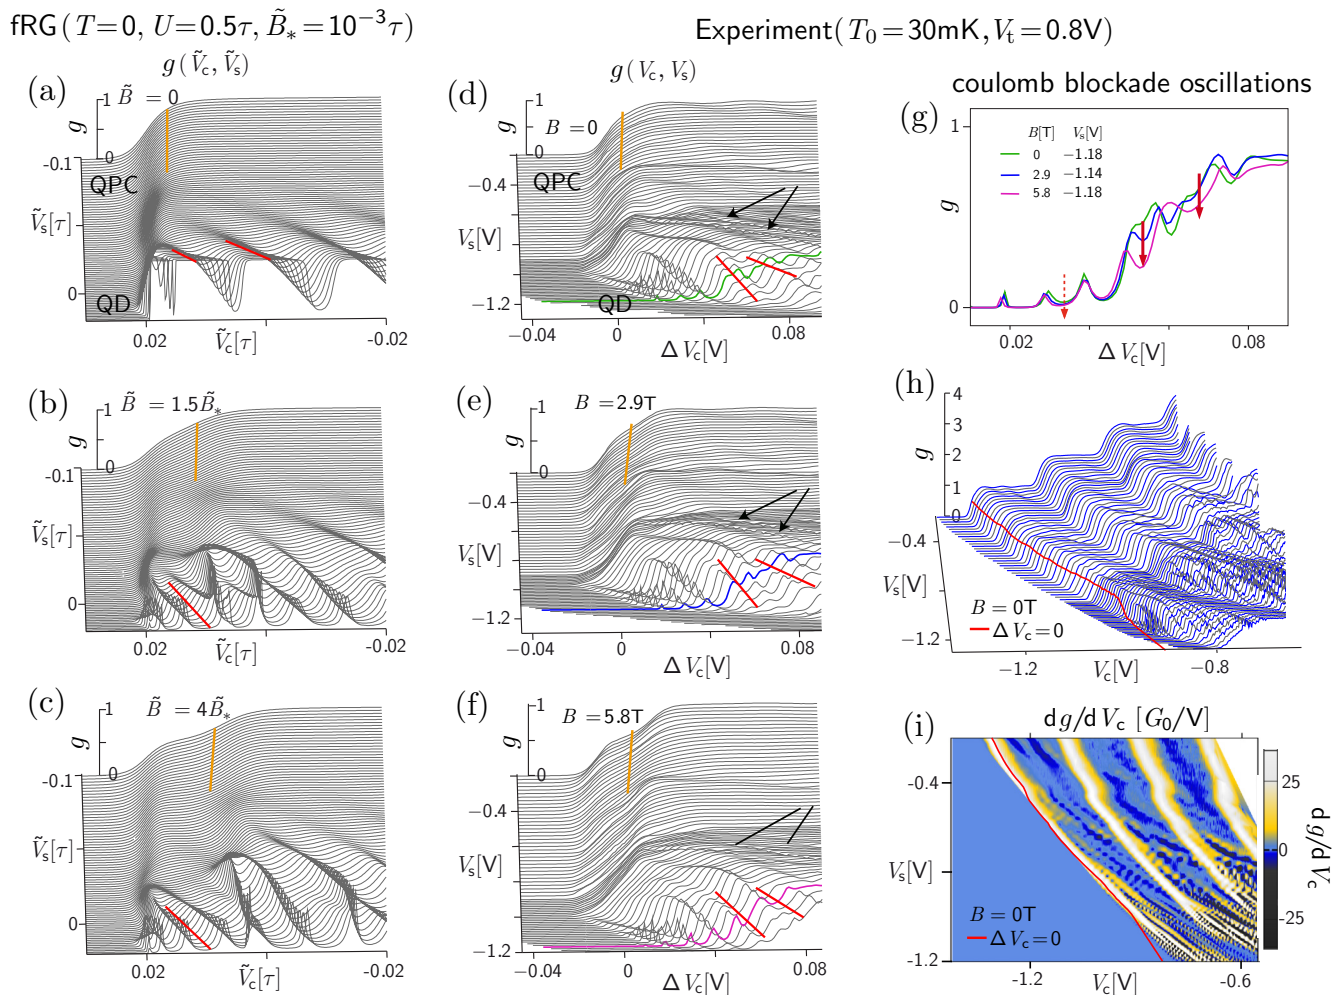 fRG(T=0, U=0.5τ, B̃*=10⁻³τ)
Experiment(T₀=30mK, Vt=0.8V)
g(Ṽc, Ṽs)
(a)
B̃ = 0
1
0
g
-0.1
QPC
Ṽs[τ]
0
QD
0.02
Ṽc[τ]
-0.02
(b)
B̃ = 1.5B̃*
1
0
g
-0.1
Ṽs[τ]
0
0.02
Ṽc[τ]
-0.02
(c)
B̃ = 4B̃*
1
0
g
-0.1
Ṽs[τ]
0
0.02
Ṽc[τ]
-0.02
g(Vc, Vs)
(d)
B = 0
1
0
g
QPC
−0.4
Vs[V]
−1.2
QD
−0.04
0
0.08
Δ Vc[V]
(e)
B = 2.9T
1
0
g
−0.4
Vs[V]
−1.2
−0.04
0
0.08
Δ Vc[V]
(f)
B = 5.8T
1
0
g
−0.4
Vs[V]
−1.2
−0.04
0
0.08
Δ Vc[V]
coulomb blockade oscillations
(g)
1
g
0
B[T] Vs[V]
0 −1.18
2.9 −1.14
5.8 −1.18
0.02
Δ Vc[V]
0.08
(h)
4
3
2
1
0
g
−0.4
Vs[V]
−1.2
B = 0T
Δ Vc=0
−1.2
Vc[V]
−0.8
(i)
dg/dVc [G₀/V]
-0.4
Vs[V]
-1.2
B = 0T
Δ Vc=0
-1.2
Vc[V]
-0.6
25
0
-25
dg/dVc